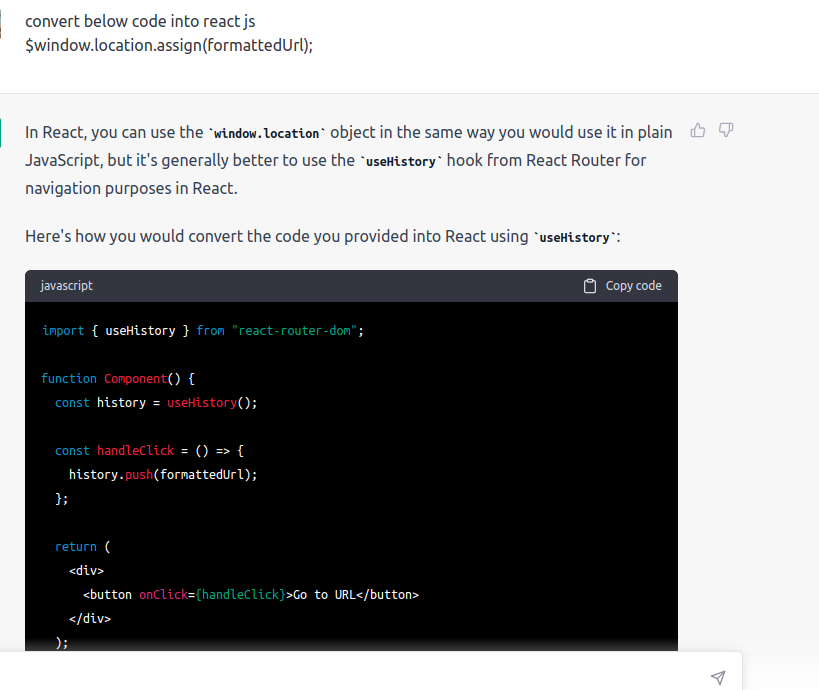 convert below code into react js
$window.location.assign(formattedUrl);
In React, you can use the `window.location` object in the same way you would use it in plain
JavaScript, but it's generally better to use the `useHistory` hook from React Router for
navigation purposes in React.
Here's how you would convert the code you provided into React using `useHistory`:
javascript
Copy code
import { useHistory } from "react-router-dom";
function Component() {
const history = useHistory();
const handleClick = () => {
history.push(formattedUrl);
};
return (
<div>
<button onClick={handleClick}>Go to URL</button>
</div>
);